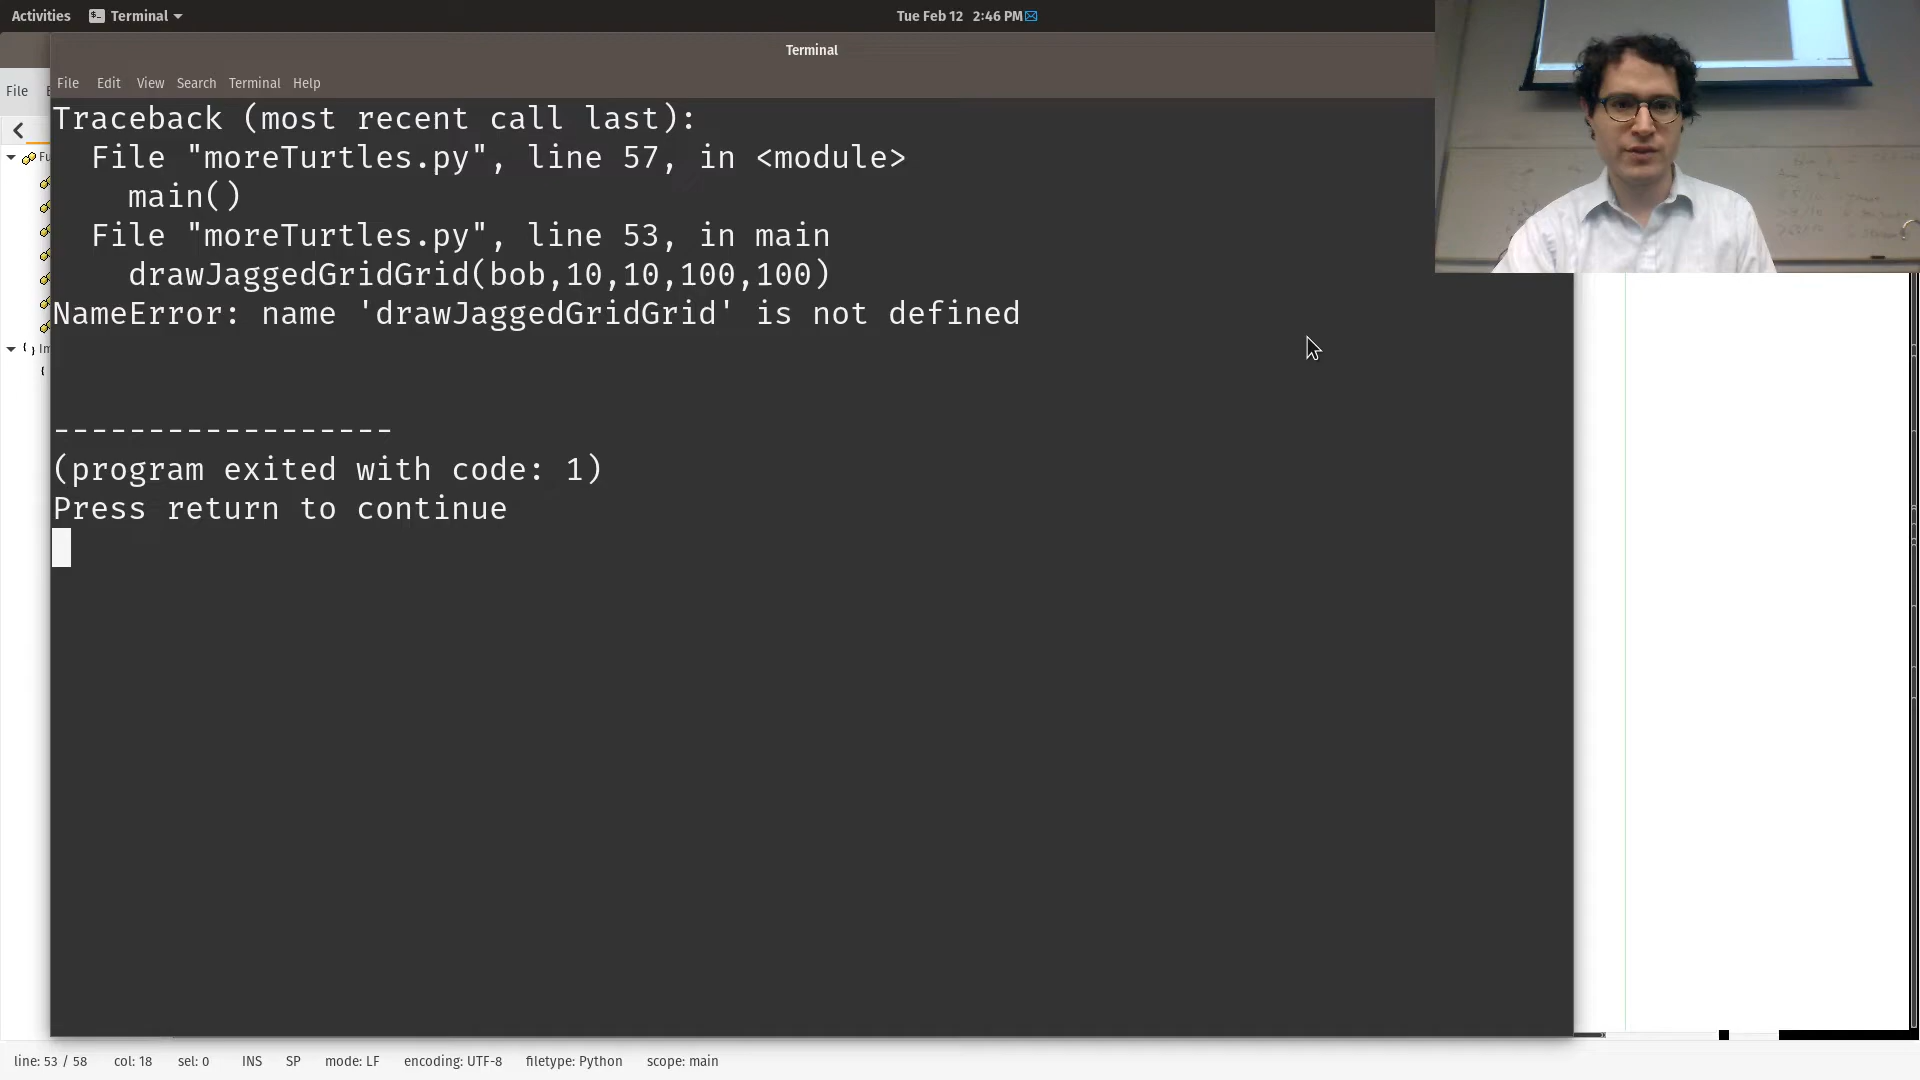 Activities
Terminal
Tue Feb 12 2:46 PM
Terminal
File Edit View Search Terminal Help
File
Traceback (most recent call last):
File "moreTurtles.py", line 57, in <module>
main()
File "moreTurtles.py", line 53, in main
drawJaggedGridGrid(bob,10,10,100,100)
NameError: name 'drawJaggedGridGrid' is not defined
------------------
(program exited with code: 1)
Press return to continue
line: 53 / 58 col: 18 sel: 0 INS SP mode: LF encoding: UTF-8 filetype: Python scope: main